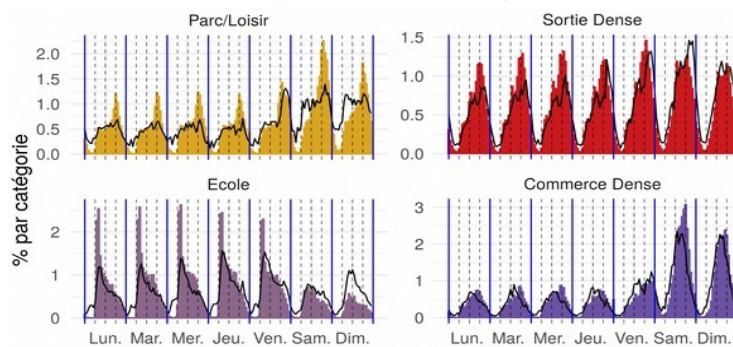 Parc/Loisir
Sortie Dense
2.0
1.5
1.0
0.5
0.0
1.5
1.0
0.5
0.0
% par catégorie
Ecole
Commerce Dense
2
1
0
3
2
1
0
Lun. Mar. Mer. Jeu. Ven. Sam. Dim.
Lun. Mar. Mer. Jeu. Ven. Sam. Dim.